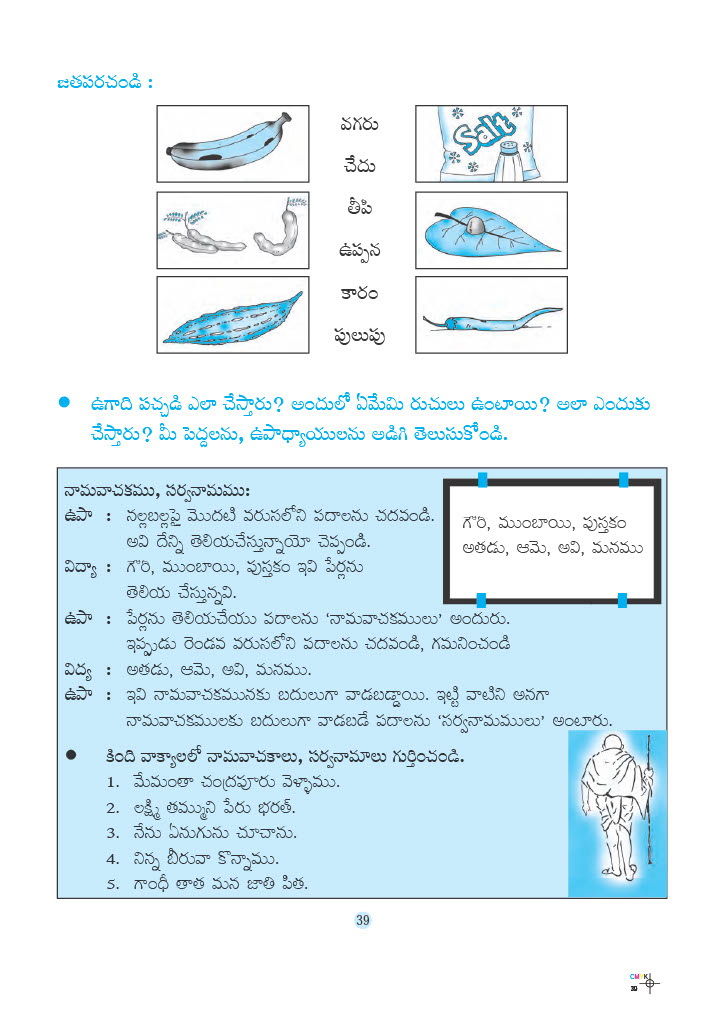 జతపరచండి :
వగరు
Salt
చేదు
తీపి
ఉప్పన
కారం
పులుపు
● ఉగాది పచ్చడి ఎలా చేస్తారు? అందులో ఏమేమి రుచులు ఉంటాయి? అలా ఎందుకు
చేస్తారు? మీ పెద్దలను, ఉపాధ్యాయులను అడిగి తెలుసుకోండి.
నామవాచకము, సర్వనామము:
ఉపా : నల్లబల్లపై మొదటి వరుసలోని పదాలను చదవండి.
అవి దేన్ని తెలియచేస్తున్నాయో చెప్పండి.
విద్యా : గౌరి, ముంబాయి, పుస్తకం ఇవి పేర్లను
తెలియ చేస్తున్నవి.
గౌరి, ముంబాయి, పుస్తకం
అతడు, ఆమె, అవి, మనము
ఉపా : పేర్లను తెలియచేయు పదాలను ‘నామవాచకములు’ అందురు.
ఇప్పుడు రెండవ వరుసలోని పదాలను చదవండి, గమనించండి
విద్య : అతడు, ఆమె, అవి, మనము.
ఉపా : ఇవి నామవాచకమునకు బదులుగా వాడబడ్డాయి. ఇట్టి వాటిని అనగా
నామవాచకములకు బదులుగా వాడబడే పదాలను ‘సర్వనామములు’ అంటారు.
● కింది వాక్యాలలో నామవాచకాలు, సర్వనామాలు గుర్తించండి.
1. మేమంతా చంద్రపూరు వెళ్ళాము.
2. లక్ష్మి తమ్ముని పేరు భరత్.
3. నేను ఏనుగును చూచాను.
4. నిన్న బీరువా కొన్నాము.
5. గాంధీ తాత మన జాతి పిత.
39
CMYK
39